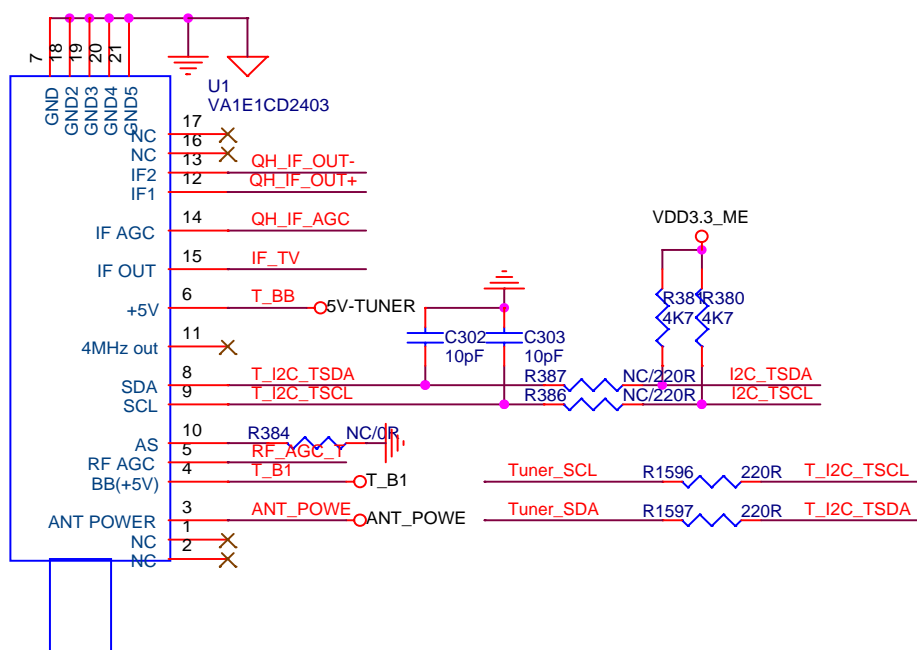 7 18 19 20 21
GND GND2 GND3 GND4 GND5
U1
VA1E1CD2403
NC 17
NC 16
IF2 13 QH_IF_OUT-
IF1 12 QH_IF_OUT+
IF AGC 14 QH_IF_AGC
VDD3.3_ME
IF OUT 15 IF_TV
+5V 6 T_BB 5V-TUNER
R381 R380
4K7 4K7
4MHz out 11
C302 C303
10pF 10pF
SDA 8 T_I2C_TSDA R387 NC/220R I2C_TSDA
SCL 9 T_I2C_TSCL R386 NC/220R I2C_TSCL
AS 10 R384 NC/0R
RF AGC 5 RF_AGC_T
BB(+5V) 4 T_B1 T_B1
Tuner_SCL R1596 220R T_I2C_TSCL
ANT POWER 3 ANT_POWE ANT_POWE
Tuner_SDA R1597 220R T_I2C_TSDA
NC 1
NC 2